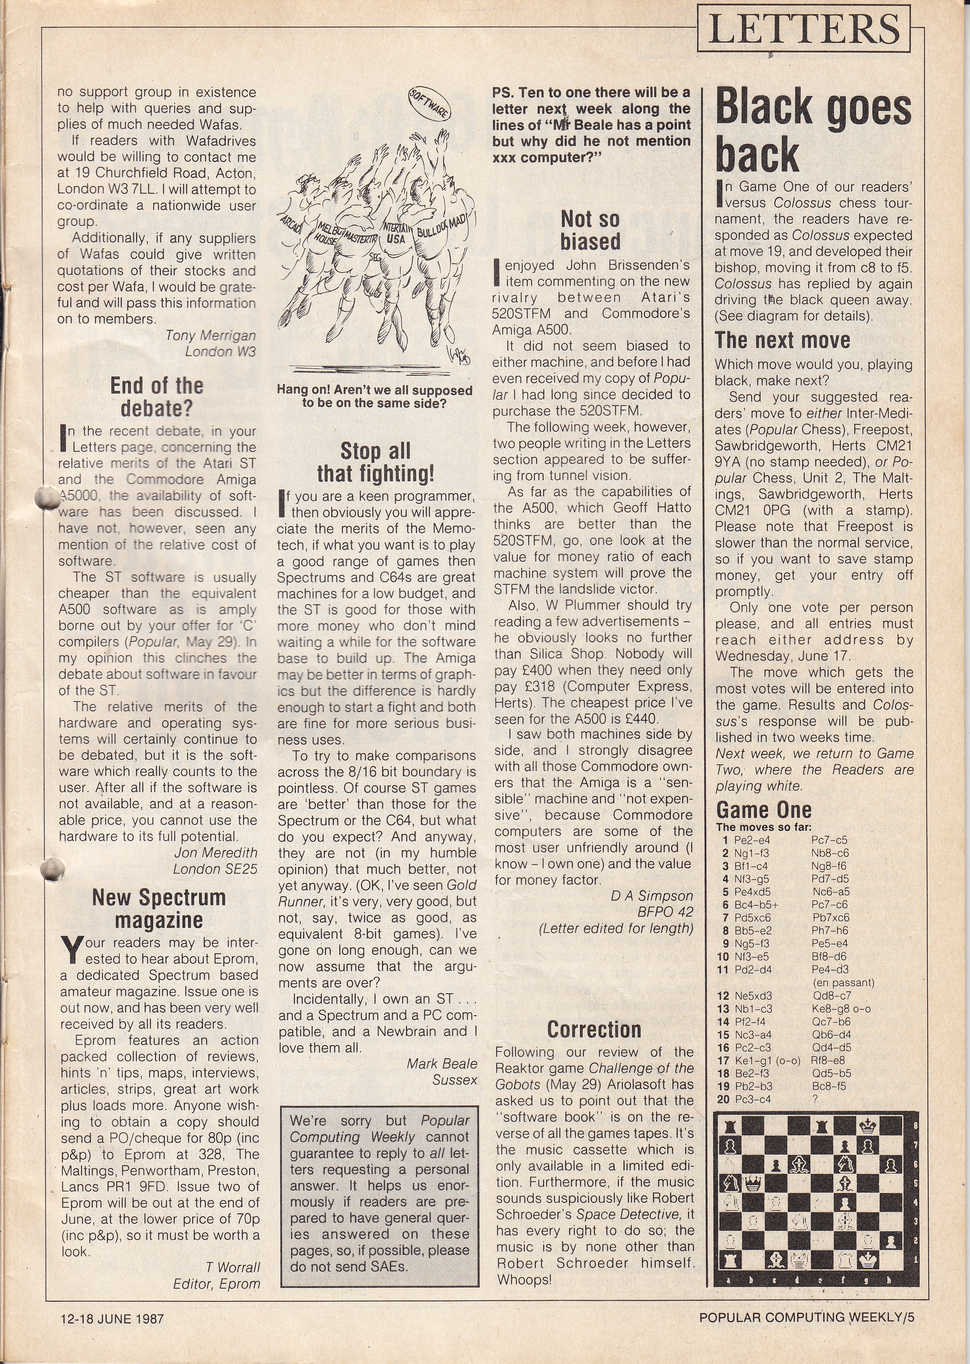 LETTERS
no support group in existence
to help with queries and sup-
plies of much needed Wafas.
If readers with Wafadrives
would be willing to contact me
at 19 Churchfield Road, Acton,
London W3 7LL. I will attempt to
co-ordinate a nationwide user
group.
Additionally, if any suppliers
of Wafas could give written
quotations of their stocks and
cost per Wafa, I would be grate-
ful and will pass this information
on to members.
Tony Merrigan
London W3
End of the
debate?
In the recent debate, in your
Letters page, concerning the
relative merits of the Atari ST
and the Commodore Amiga
A5000, the availability of soft-
ware has been discussed. I
have not, however, seen any
mention of the relative cost of
software.
The ST software is usually
cheaper than the equivalent
A500 software as is amply
borne out by your offer for 'C'
compilers (Popular, May 29). In
my opinion this clinches the
debate about software in favour
of the ST.
The relative merits of the
hardware and operating sys-
tems will certainly continue to
be debated, but it is the soft-
ware which really counts to the
user. After all if the software is
not available, and at a reason-
able price, you cannot use the
hardware to its full potential.
Jon Meredith
London SE25
New Spectrum
magazine
Your readers may be inter-
ested to hear about Eprom,
a dedicated Spectrum based
amateur magazine. Issue one is
out now, and has been very well
received by all its readers.
Eprom features an action
packed collection of reviews,
hints 'n' tips, maps, interviews,
articles, strips, great art work
plus loads more. Anyone wish-
ing to obtain a copy should
send a PO/cheque for 80p (inc
p&p) to Eprom at 328, The
Maltings, Penwortham, Preston,
Lancs PR1 9FD. Issue two of
Eprom will be out at the end of
June, at the lower price of 70p
(inc p&p), so it must be worth a
look.
T Worrall
Editor, Eprom
SOFTWARE
MELBOURNE
HOUSE
MASTERTR
USA
BULLDOG
MAD
Hang on! Aren't we all supposed
to be on the same side?
Stop all
that fighting!
If you are a keen programmer,
then obviously you will appre-
ciate the merits of the Memo-
tech, if what you want is to play
a good range of games then
Spectrums and C64s are great
machines for a low budget, and
the ST is good for those with
more money who don't mind
waiting a while for the software
base to build up. The Amiga
may be better in terms of graph-
ics but the difference is hardly
enough to start a fight and both
are fine for more serious busi-
ness uses.
To try to make comparisons
across the 8/16 bit boundary is
pointless. Of course ST games
are 'better' than those for the
Spectrum or the C64, but what
do you expect? And anyway,
they are not (in my humble
opinion) that much better, not
yet anyway. (OK, I've seen Gold
Runner, it's very, very good, but
not, say, twice as good, as
equivalent 8-bit games). I've
gone on long enough, can we
now assume that the argu-
ments are over?
Incidentally, I own an ST . . .
and a Spectrum and a PC com-
patible, and a Newbrain and I
love them all.
Mark Beale
Sussex
We're sorry but Popular
Computing Weekly cannot
guarantee to reply to all let-
ters requesting a personal
answer. It helps us enor-
mously if readers are pre-
pared to have general quer-
ies answered on these
pages, so, if possible, please
do not send SAEs.
PS. Ten to one there will be a
letter next week along the
lines of "Mr Beale has a point
but why did he not mention
xxx computer?"
Not so
biased
I enjoyed John Brissenden's
item commenting on the new
rivalry between Atari's
520STFM and Commodore's
Amiga A500.
It did not seem biased to
either machine, and before I had
even received my copy of Popu-
lar I had long since decided to
purchase the 520STFM.
The following week, however,
two people writing in the Letters
section appeared to be suffer-
ing from tunnel vision.
As far as the capabilities of
the A500, which Geoff Hatto
thinks are better than the
520STFM, go, one look at the
value for money ratio of each
machine system will prove the
STFM the landslide victor.
Also, W Plummer should try
reading a few advertisements –
he obviously looks no further
than Silica Shop. Nobody will
pay £400 when they need only
pay £318 (Computer Express,
Herts). The cheapest price I've
seen for the A500 is £440.
I saw both machines side by
side, and I strongly disagree
with all those Commodore own-
ers that the Amiga is a "sen-
sible" machine and "not expen-
sive", because Commodore
computers are some of the
most user unfriendly around (I
know – I own one) and the value
for money factor.
D A Simpson
BFPO 42
(Letter edited for length)
Correction
Following our review of the
Reaktor game Challenge of the
Gobots (May 29) Ariolasoft has
asked us to point out that the
"software book" is on the re-
verse of all the games tapes. It's
the music cassette which is
only available in a limited edi-
tion. Furthermore, if the music
sounds suspiciously like Robert
Schroeder's Space Detective, it
has every right to do so; the
music is by none other than
Robert Schroeder himself.
Whoops!
Black goes
back
In Game One of our readers'
versus Colossus chess tour-
nament, the readers have re-
sponded as Colossus expected
at move 19, and developed their
bishop, moving it from c8 to f5.
Colossus has replied by again
driving the black queen away.
(See diagram for details).
The next move
Which move would you, playing
black, make next?
Send your suggested rea-
ders' move to either Inter-Medi-
ates (Popular Chess), Freepost,
Sawbridgeworth, Herts CM21
9YA (no stamp needed), or Po-
pular Chess, Unit 2, The Malt-
ings, Sawbridgeworth, Herts
CM21 0PG (with a stamp).
Please note that Freepost is
slower than the normal service,
so if you want to save stamp
money, get your entry off
promptly.
Only one vote per person
please, and all entries must
reach either address by
Wednesday, June 17.
The move which gets the
most votes will be entered into
the game. Results and Colos-
sus's response will be pub-
lished in two weeks time.
Next week, we return to Game
Two, where the Readers are
playing white.
Game One
The moves so far:
1 Pe2–e4 Pc7–c5
2 Ng1–f3 Nb8–c6
3 Bf1–c4 Ng8–f6
4 Nf3–g5 Pd7–d5
5 Pe4xd5 Nc6–a5
6 Bc4–b5+ Pc7–c6
7 Pd5xc6 Pb7xc6
8 Bb5–e2 Ph7–h6
9 Ng5–f3 Pe5–e4
10 Nf3–e5 Bf8–d6
11 Pd2–d4 Pe4–d3
(en passant)
12 Ne5xd3 Qd8–c7
13 Nb1–c3 Ke8–g8 o-o
14 Pf2–f4 Qc7–b6
15 Nc3–a4 Qb6–d4
16 Pc2–c3 Qd4–d5
17 Ke1–g1 (o-o) Rf8–e8
18 Be2–f3 Qd5–b5
19 Pb2–b3 Bc8–f5
20 Pc3–c4 ?
8
7
6
5
4
3
2
1
a b c d e f g h
12-18 JUNE 1987
POPULAR COMPUTING WEEKLY/5